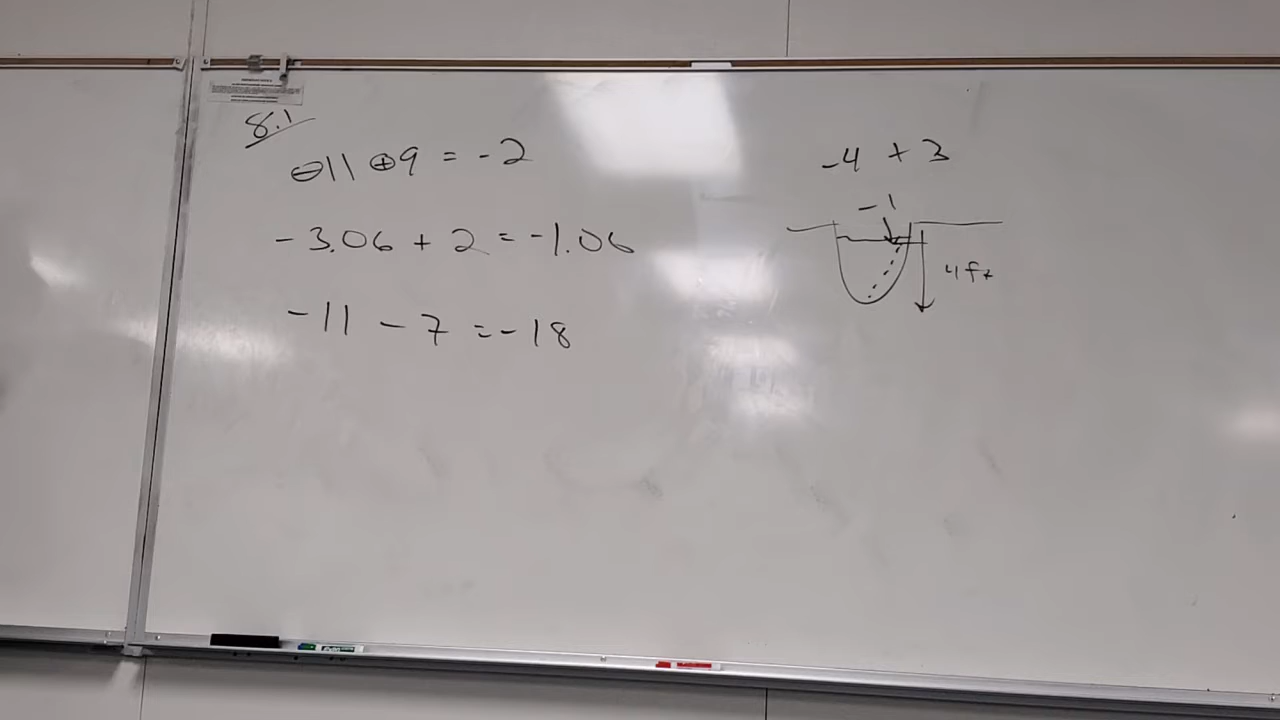 8.1
⊖11 ⊕9 = -2
-3.06 + 2 = -1.06
-11 - 7 = -18
-4 + 3
-1
4ft